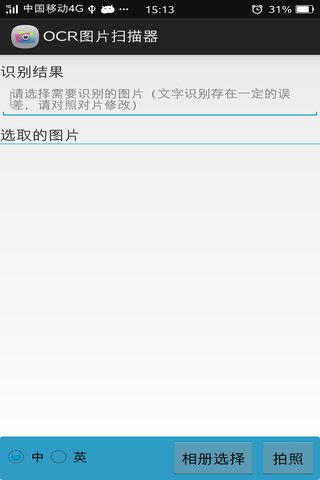 中国移动4G ... 15:13 31%
OCR图片扫描器
识别结果
请选择需要识别的图片（文字识别存在一定的误
差，请对照对片修改）
选取的图片
中 英 相册选择 拍照